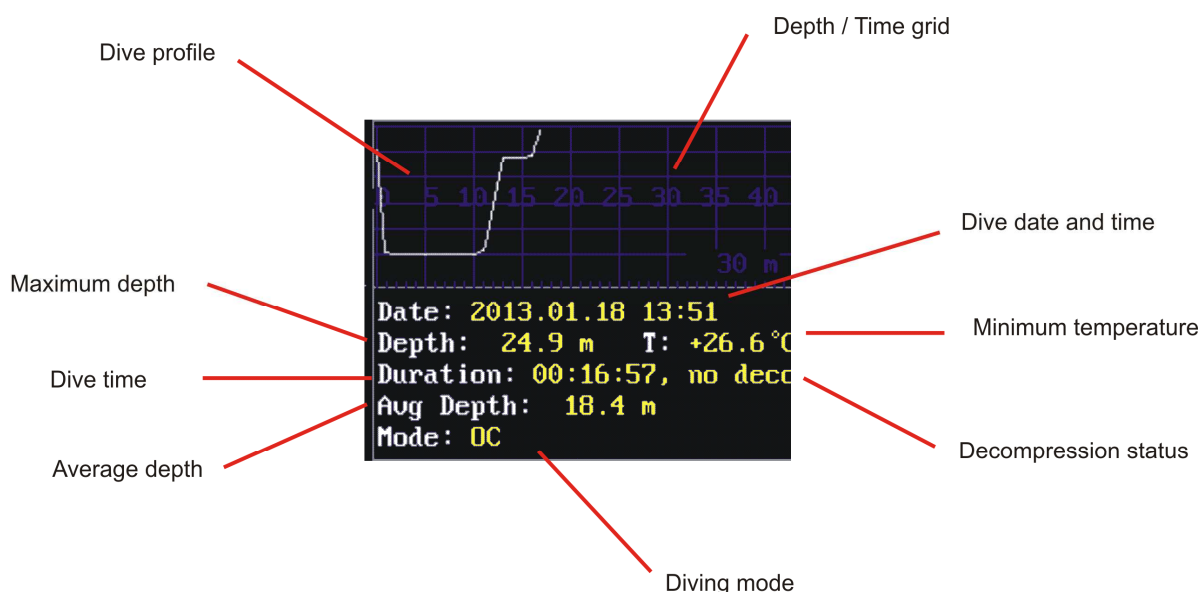 Depth / Time grid
Dive profile
0 5 10 15 20 25 30 35 40
Dive date and time
30 m
Maximum depth
Date: 2013.01.18 13:51
Minimum temperature
Depth: 24.9 m T: +26.6°C
Dive time
Duration: 00:16:57, no deco
Avg Depth: 18.4 m
Mode: OC
Decompression status
Average depth
Diving mode